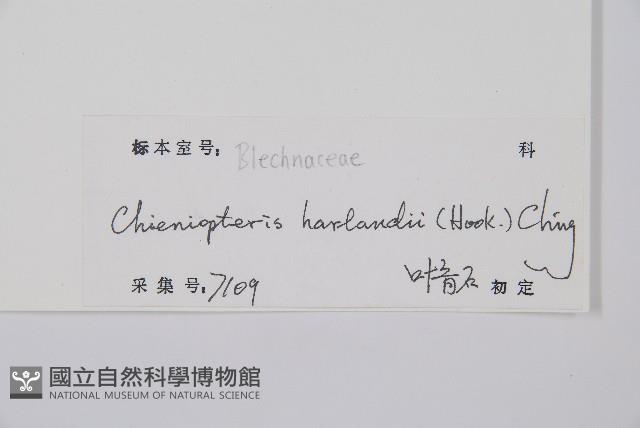 标本室号: Blechnaceae 科
Chieniopteris harlandii (Hook.) Ching
采集号: 7109 叶育石 初定
國立自然科學博物館
NATIONAL MUSEUM OF NATURAL SCIENCE